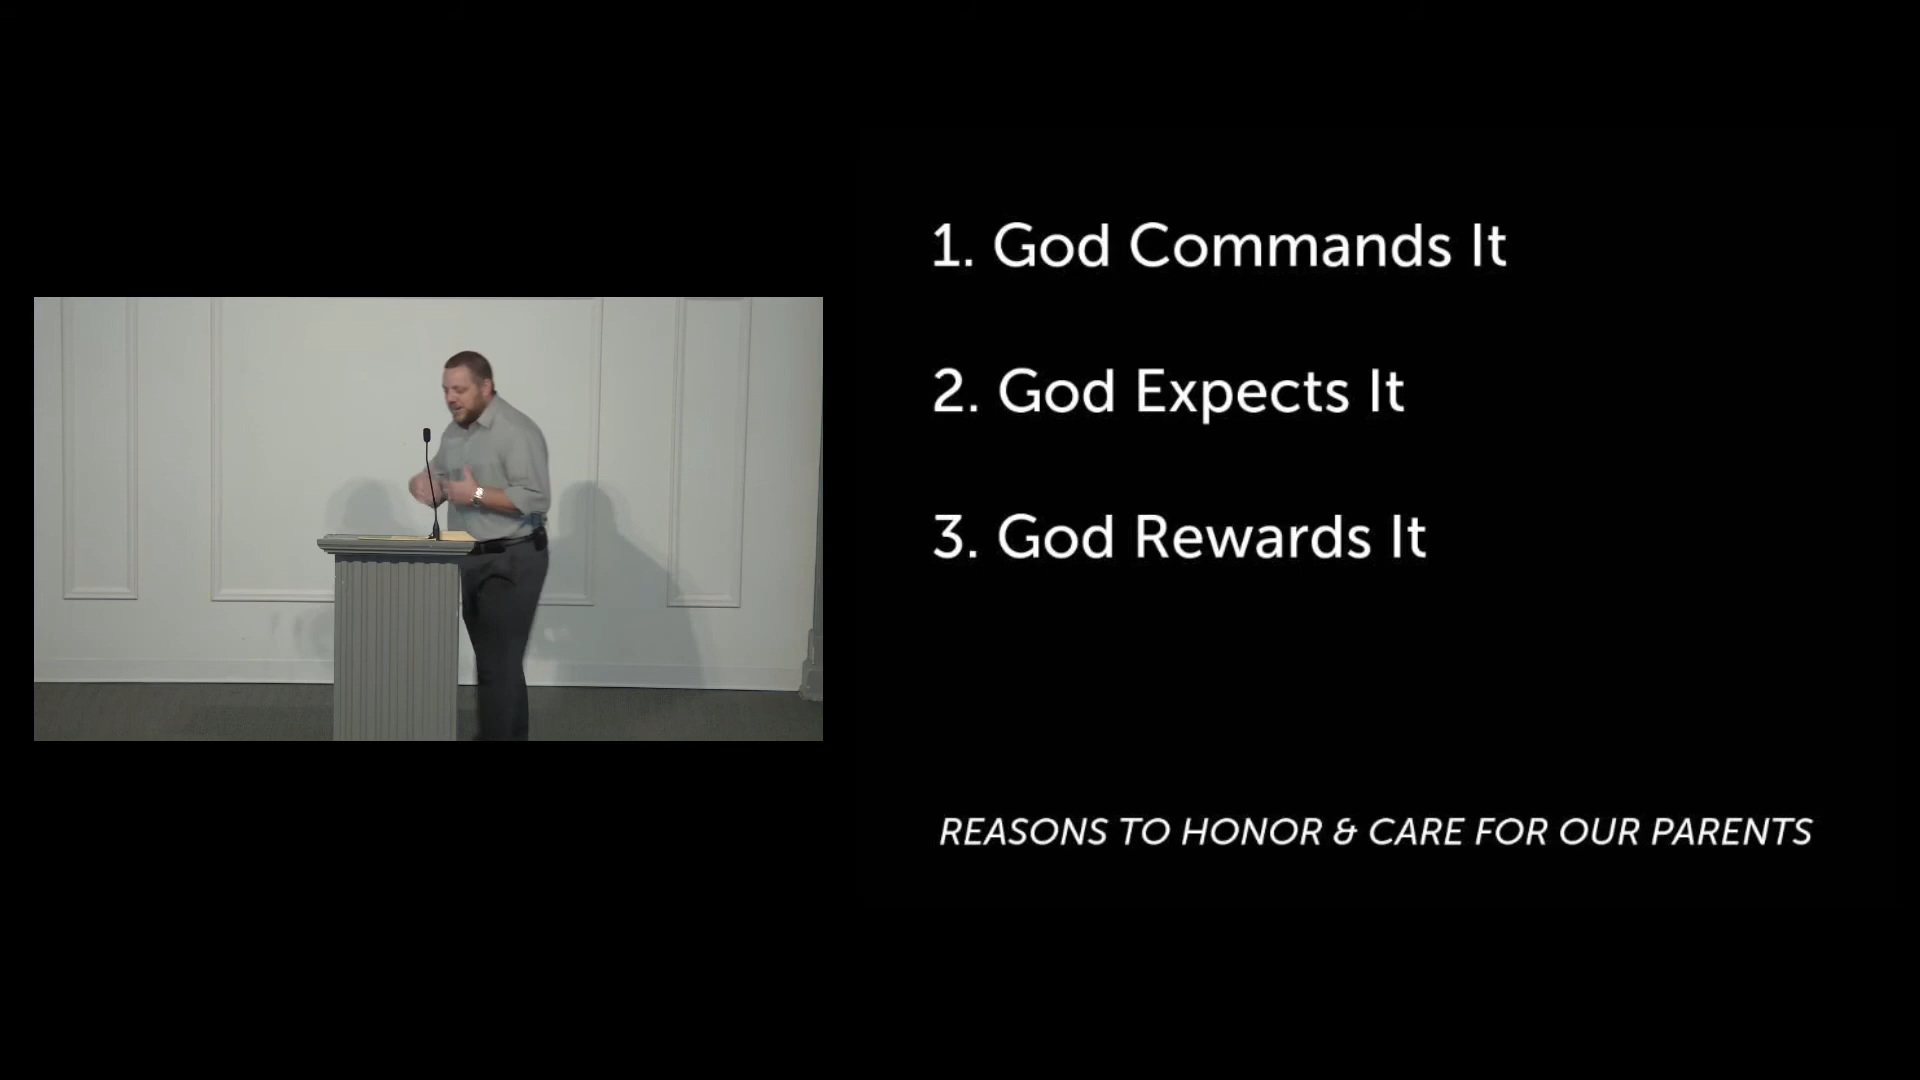 1. God Commands It
2. God Expects It
3. God Rewards It
REASONS TO HONOR & CARE FOR OUR PARENTS